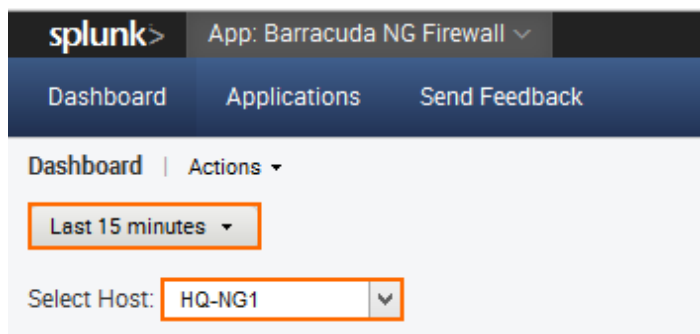 splunk> App: Barracuda NG Firewall
Dashboard Applications Send Feedback
Dashboard | Actions
Last 15 minutes
Select Host: HQ-NG1